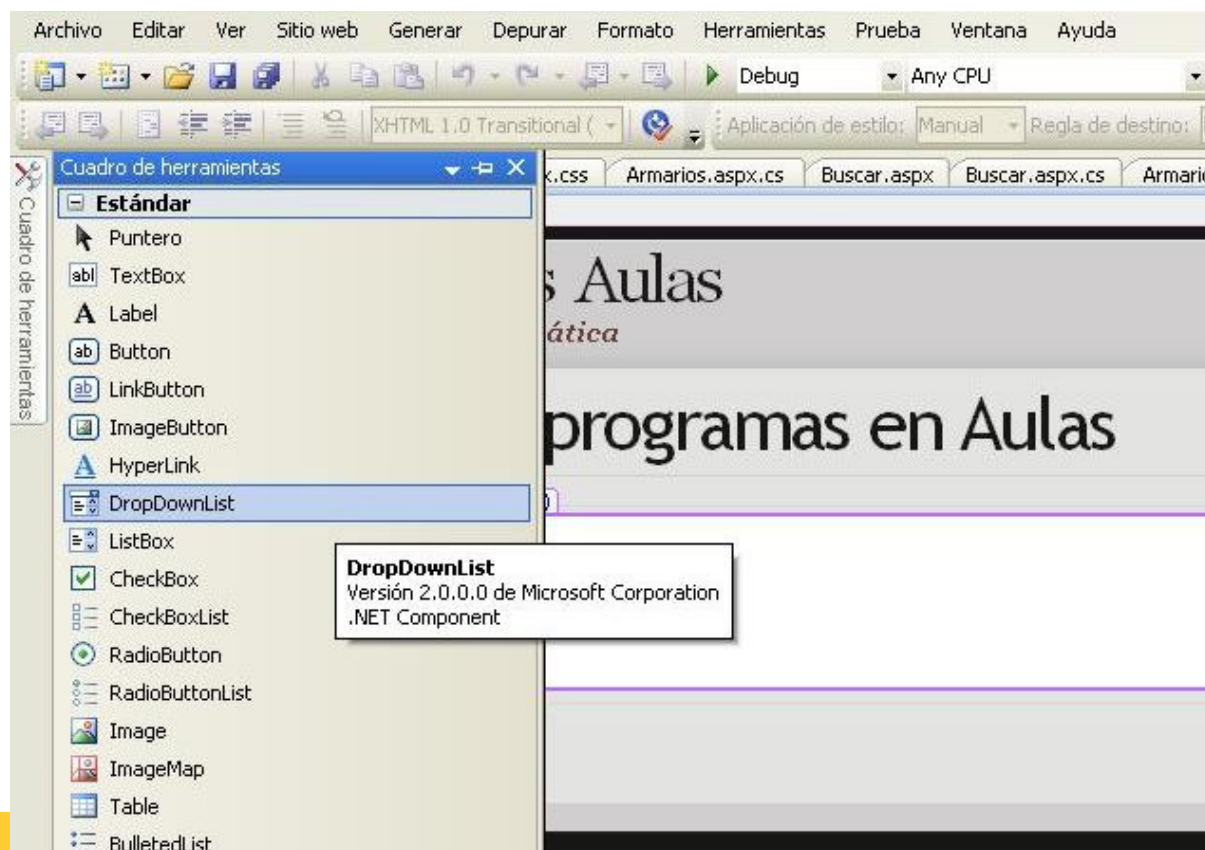 Archivo Editar Ver Sitio web Generar Depurar Formato Herramientas Prueba Ventana Ayuda
Debug Any CPU
XHTML 1.0 Transitional ( Aplicación de estilo: Manual Regla de destino:
Cuadro de herramientas
Cuadro de herramientas
x.css Armarios.aspx.cs Buscar.aspx Buscar.aspx.cs
Estándar
Puntero
TextBox
Label
Button
LinkButton
ImageButton
HyperLink
DropDownList
ListBox
CheckBox
CheckBoxList
RadioButton
RadioButtonList
Image
ImageMap
Table
BulletedList
DropDownList
Versión 2.0.0.0 de Microsoft Corporation
.NET Component
s Aulas
ática
programas en Aulas